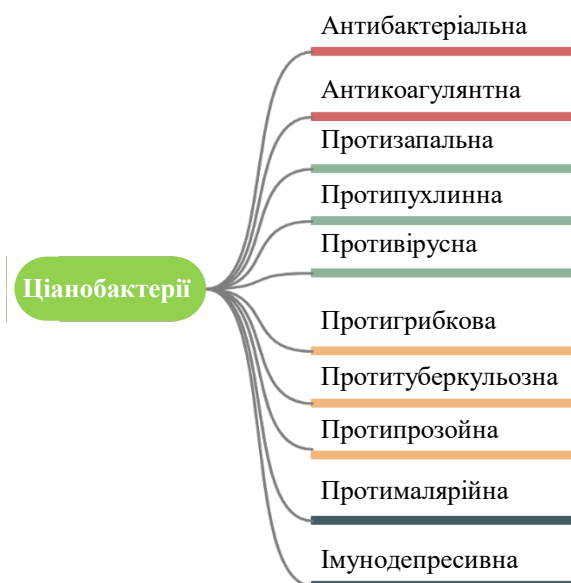 Антибактеріальна
Антикоагулянтна
Протизапальна
Протипухлинна
Противірусна
Ціанобактерії
Протигрибкова
Протитуберкульозна
Протипрозойна
Протималярійна
Імунодепресивна